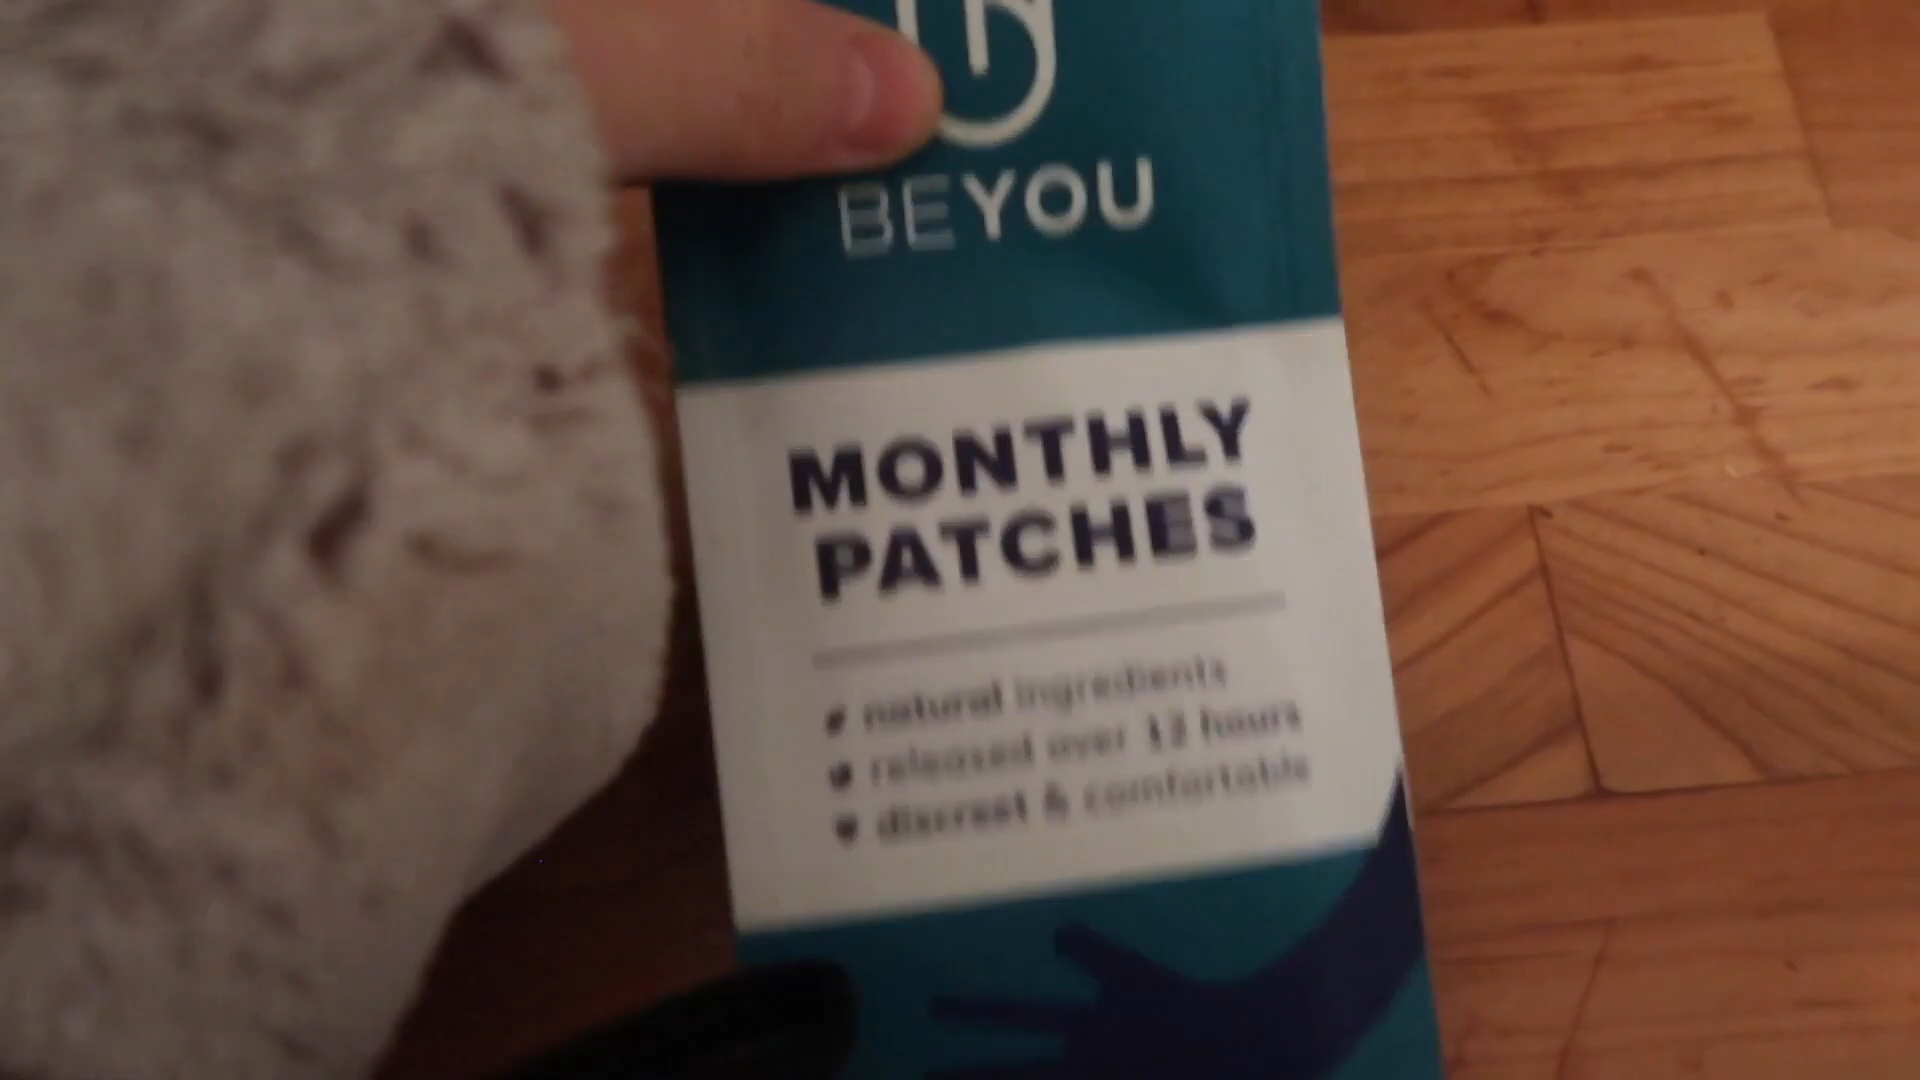 BEYOU
MONTHLY
PATCHES
natural ingredients
released over 12 hours
discreet & comfortable